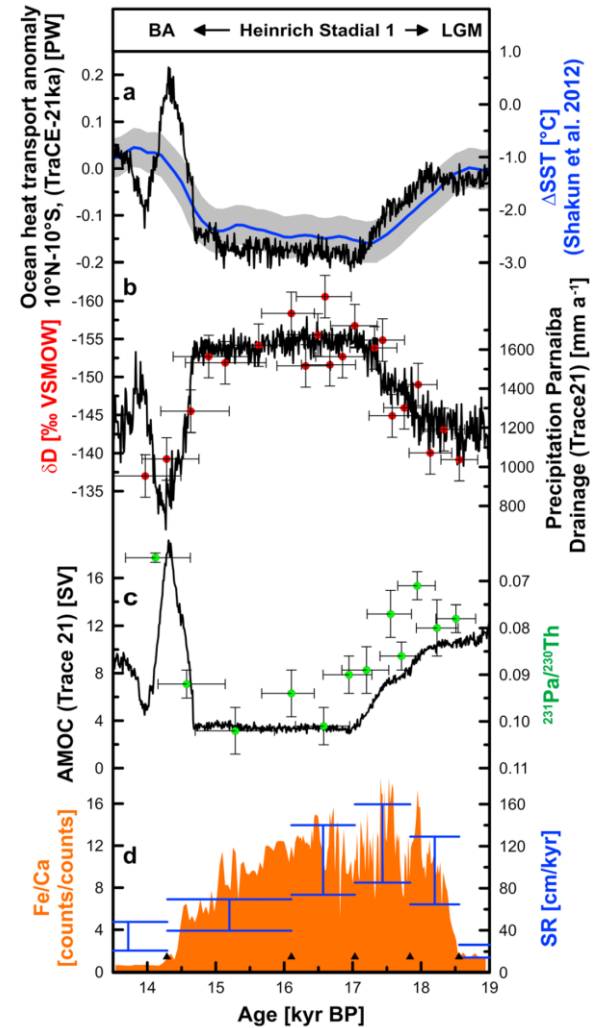 BA ← Heinrich Stadial 1 → LGM
Ocean heat transport anomaly
10°N-10°S, (TraCE-21ka) [PW]
0.2
0.1
0.0
-0.1
-0.2
a
1.0
0.0
-1.0
-2.0
-3.0
ΔSST [°C]
(Shakun et al. 2012)
δD [‰ VSMOW]
-160
-155
-150
-145
-140
-135
b
1600
1400
1200
1000
800
Precipitation Parnaiba
Drainage (Trace21) [mm a⁻¹]
AMOC (Trace 21) [SV]
16
12
8
4
0
c
0.07
0.08
0.09
0.10
0.11
²³¹Pa/²³⁰Th
Fe/Ca
[counts/counts]
16
12
8
4
0
d
160
120
80
40
0
SR [cm/kyr]
14 15 16 17 18 19
Age [kyr BP]